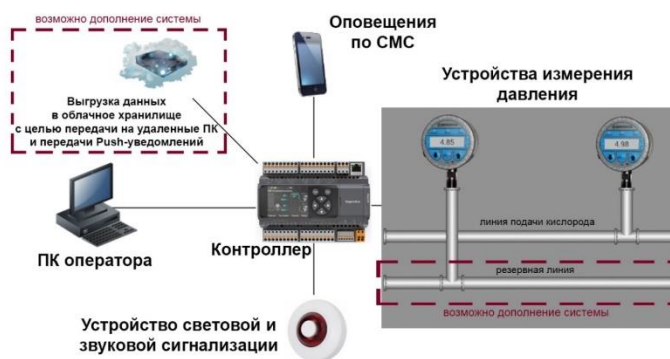 возможно дополнение системы
Выгрузка данных
в облачное хранилище
с целью передачи на удаленные ПК
и передачи Push-уведомлений
Оповещения
по СМС
Устройства измерения
давления
4.85
4.98
линия подачи кислорода
резервная линия
возможно дополнение системы
ПК оператора
Контроллер
Устройство световой и
звуковой сигнализации